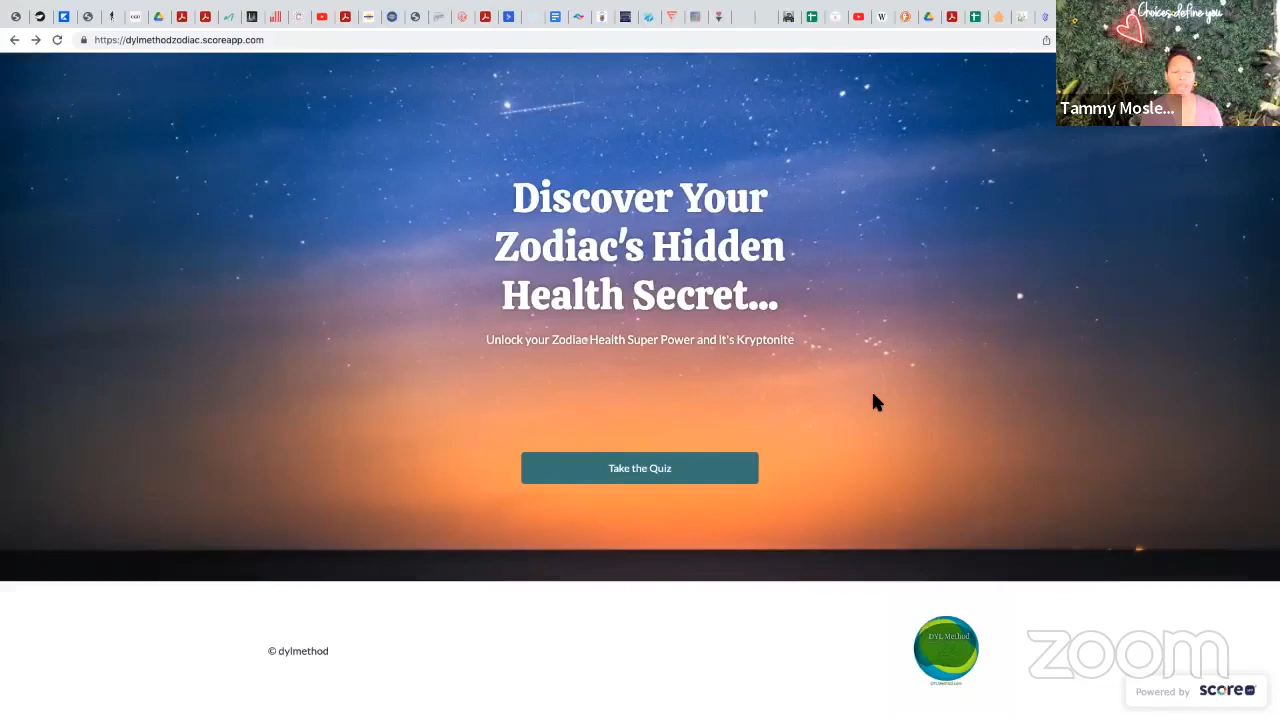 https://dylmethodzodiac.scoreapp.com
Choices define you
Tammy Mosle...
Discover Your
Zodiac's Hidden
Health Secret...
Unlock your Zodiac Health Super Power and It's Kryptonite
Take the Quiz
© dylmethod
DYL Method
zoom
Powered by score